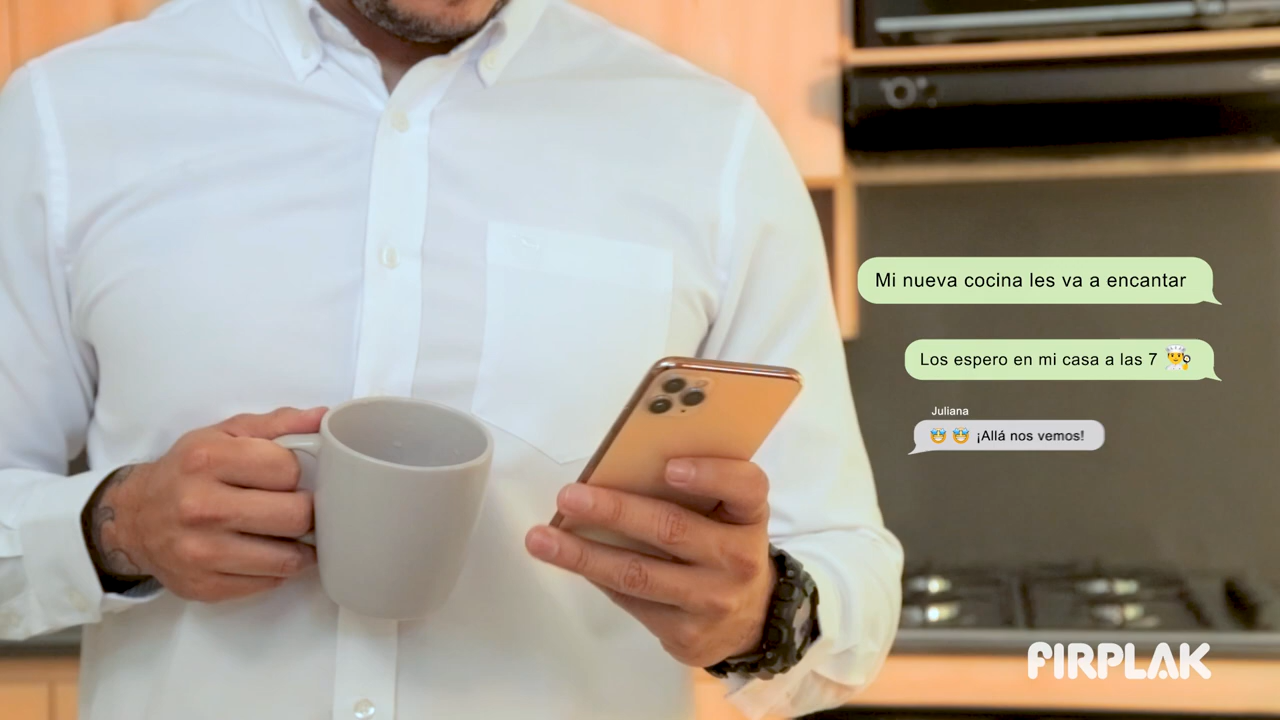 Mi nueva cocina les va a encantar
Los espero en mi casa a las 7 👨‍🍳
Juliana
🤩 🤩 ¡Allá nos vemos!
FIRPLAK